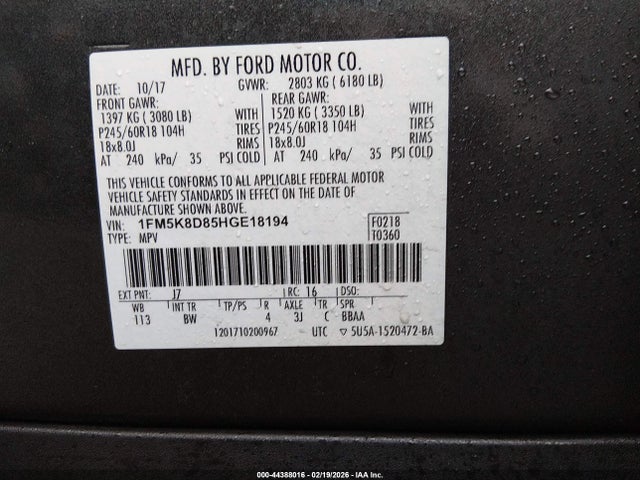 MFD. BY FORD MOTOR CO.
DATE: 10/17 GVWR: 2803 KG ( 6180 LB)
FRONT GAWR: REAR GAWR:
1397 KG ( 3080 LB) WITH 1520 KG ( 3350 LB) WITH
P245/60R18 104H TIRES P245/60R18 104H TIRES
18x8.0J RIMS 18x8.0J RIMS
AT 240 kPa/ 35 PSI COLD AT 240 kPa/ 35 PSI COLD
THIS VEHICLE CONFORMS TO ALL APPLICABLE FEDERAL MOTOR
VEHICLE SAFETY STANDARDS IN EFFECT ON THE DATE OF
MANUFACTURE SHOWN ABOVE.
VIN: 1FM5K8D85HGE18194 F0218
TYPE: MPV T0360
EXT PNT: J7 RC: 16 DSO:
WB INT TR TP/PS R AXLE TR SPR
113 BW 4 3J C BBAA
1201710200967 UTC ▽ 5U5A-1520472-BA
000-44388016 - 02/19/2026 - IAA Inc.